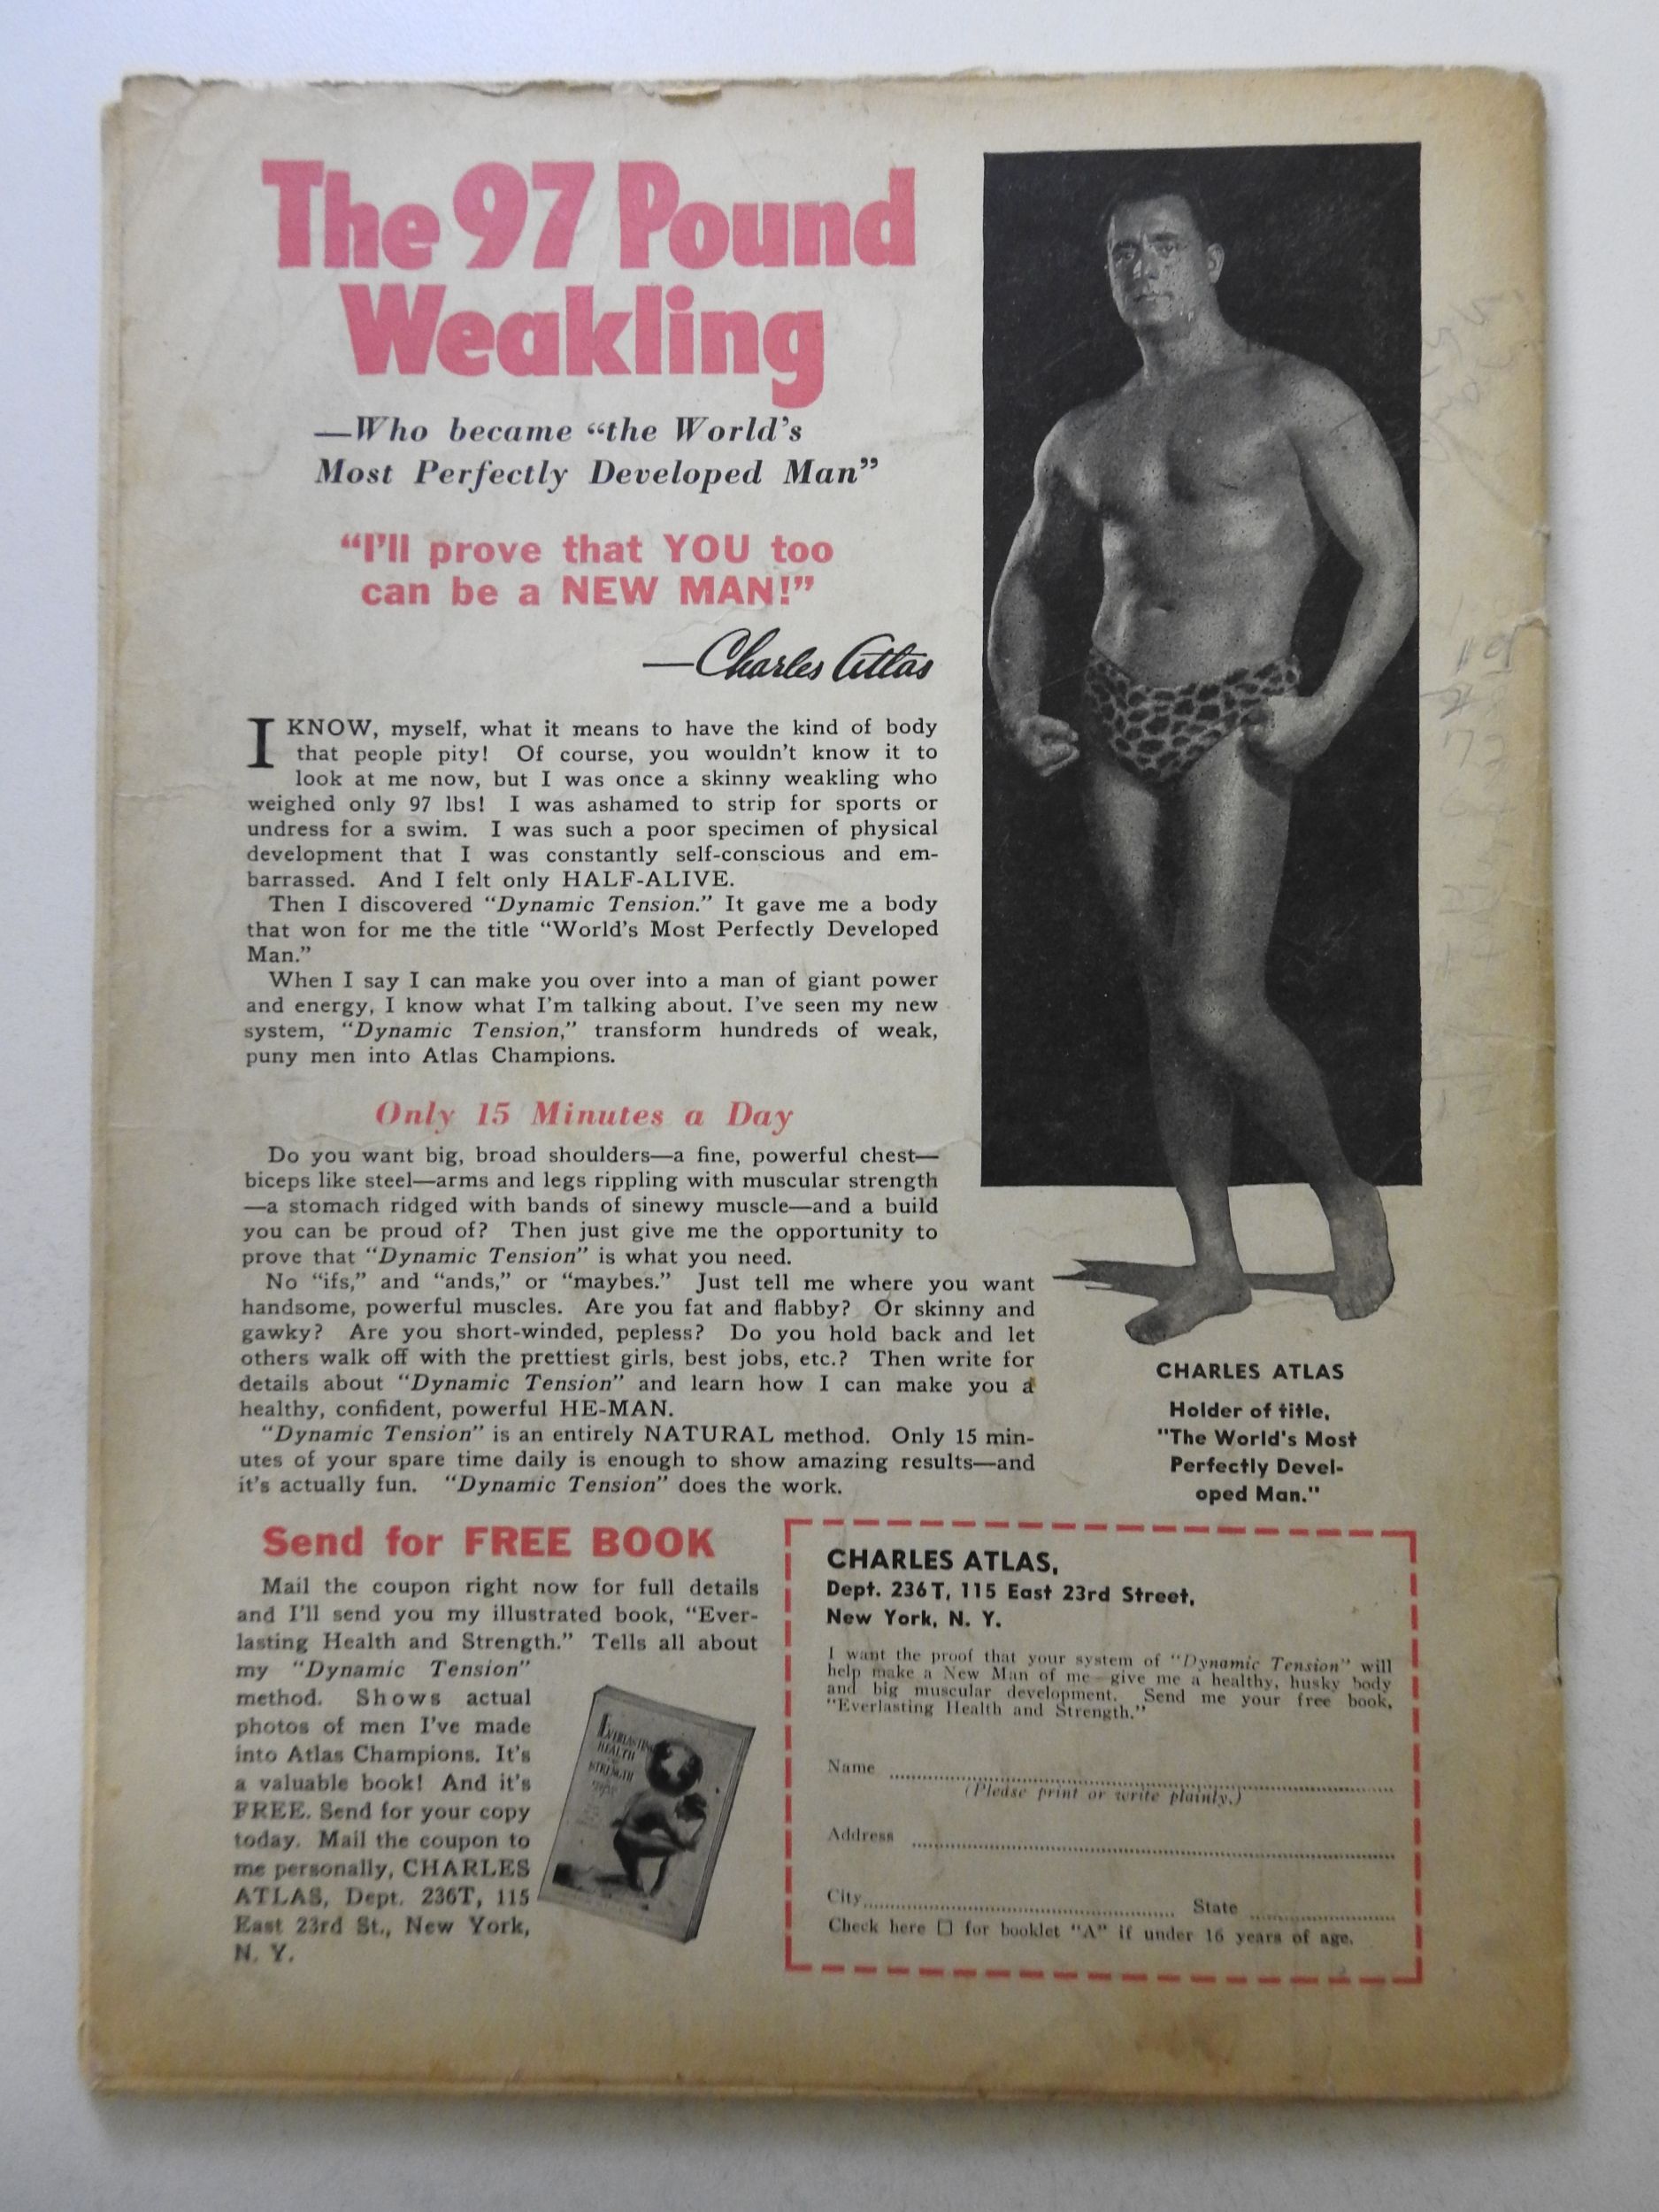 The 97 Pound
Weakling
—Who became “the World’s
Most Perfectly Developed Man”
“I’ll prove that YOU too
can be a NEW MAN!”
—Charles Atlas
I KNOW, myself, what it means to have the kind of body
that people pity! Of course, you wouldn’t know it to
look at me now, but I was once a skinny weakling who
weighed only 97 lbs! I was ashamed to strip for sports or
undress for a swim. I was such a poor specimen of physical
development that I was constantly self-conscious and em-
barrassed. And I felt only HALF-ALIVE.
Then I discovered “Dynamic Tension.” It gave me a body
that won for me the title “World’s Most Perfectly Developed
Man.”
When I say I can make you over into a man of giant power
and energy, I know what I’m talking about. I’ve seen my new
system, “Dynamic Tension,” transform hundreds of weak,
puny men into Atlas Champions.
Only 15 Minutes a Day
Do you want big, broad shoulders—a fine, powerful chest—
biceps like steel—arms and legs rippling with muscular strength
—a stomach ridged with bands of sinewy muscle—and a build
you can be proud of? Then just give me the opportunity to
prove that “Dynamic Tension” is what you need.
No “ifs,” and “ands,” or “maybes.” Just tell me where you want
handsome, powerful muscles. Are you fat and flabby? Or skinny and
gawky? Are you short-winded, pepless? Do you hold back and let
others walk off with the prettiest girls, best jobs, etc.? Then write for
details about “Dynamic Tension” and learn how I can make you a
healthy, confident, powerful HE-MAN.
“Dynamic Tension” is an entirely NATURAL method. Only 15 min-
utes of your spare time daily is enough to show amazing results—and
it’s actually fun. “Dynamic Tension” does the work.
CHARLES ATLAS
Holder of title,
"The World's Most
Perfectly Devel-
oped Man."
Send for FREE BOOK
Mail the coupon right now for full details
and I’ll send you my illustrated book, “Ever-
lasting Health and Strength.” Tells all about
my “Dynamic Tension”
method. Shows actual
photos of men I’ve made
into Atlas Champions. It’s
a valuable book! And it’s
FREE. Send for your copy
today. Mail the coupon to
me personally, CHARLES
ATLAS, Dept. 236T, 115
East 23rd St., New York,
N. Y.
EVERLASTING
HEALTH
STRENGTH
CHARLES ATLAS,
Dept. 236T, 115 East 23rd Street,
New York, N. Y.
I want the proof that your system of “Dynamic Tension” will
help make a New Man of me—give me a healthy, husky body
and big muscular development. Send me your free book,
“Everlasting Health and Strength.”
Name
(Please print or write plainly.)
Address
City State
Check here ☐ for booklet “A” if under 16 years of age.